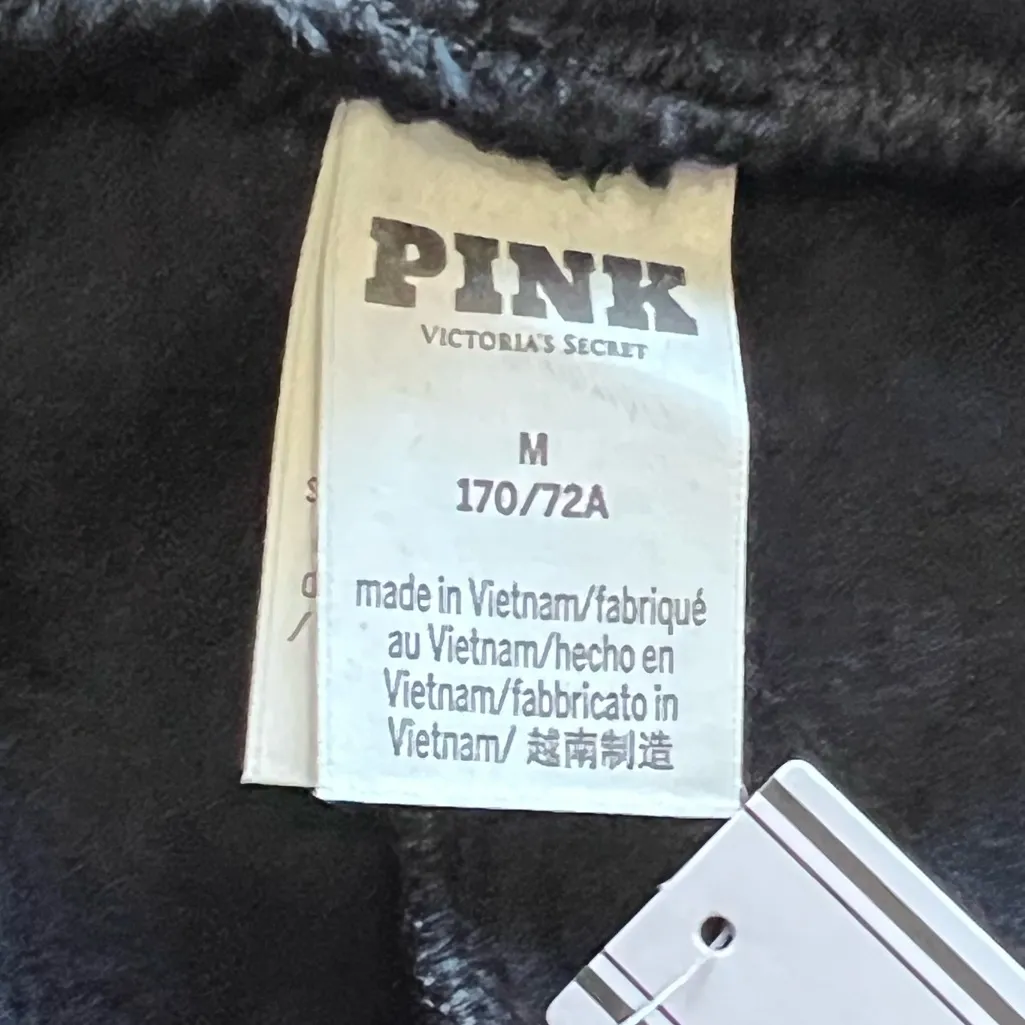 PINK
VICTORIA'S SECRET
M
170/72A
made in Vietnam/fabriqué
au Vietnam/hecho en
Vietnam/fabbricato in
Vietnam/ 越南制造